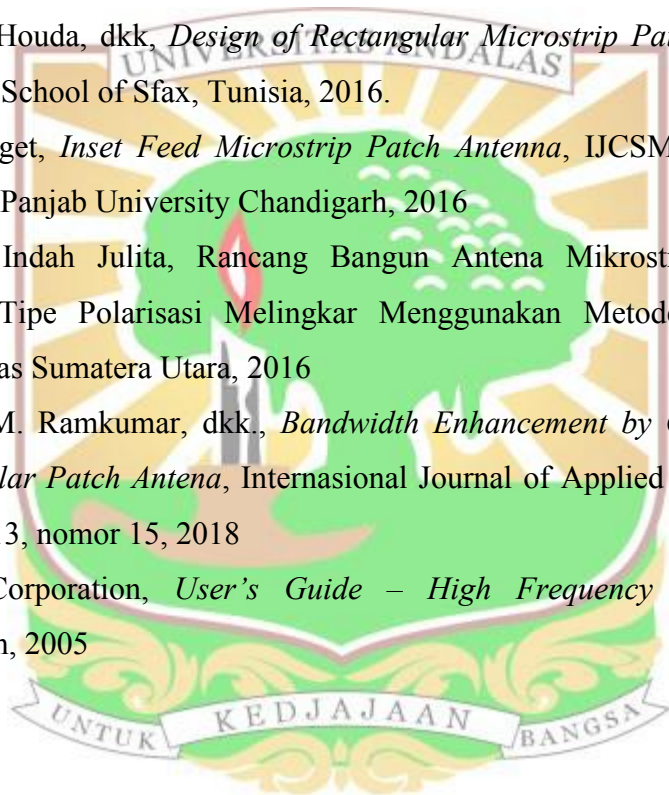 Houda, dkk, Design of Rectangular Microstrip Pat
UNIVERSITAS ANDALAS
School of Sfax, Tunisia, 2016.
get, Inset Feed Microstrip Patch Antenna, IJCSM
Panjab University Chandigarh, 2016
Indah Julita, Rancang Bangun Antena Mikrosti
Tipe Polarisasi Melingkar Menggunakan Metod
as Sumatera Utara, 2016
M. Ramkumar, dkk., Bandwidth Enhancement by
lar Patch Antena, Internasional Journal of Applied
13, nomor 15, 2018
Corporation, User's Guide – High Frequency
n, 2005
UNTUK KEDJAJAAN BANGSA